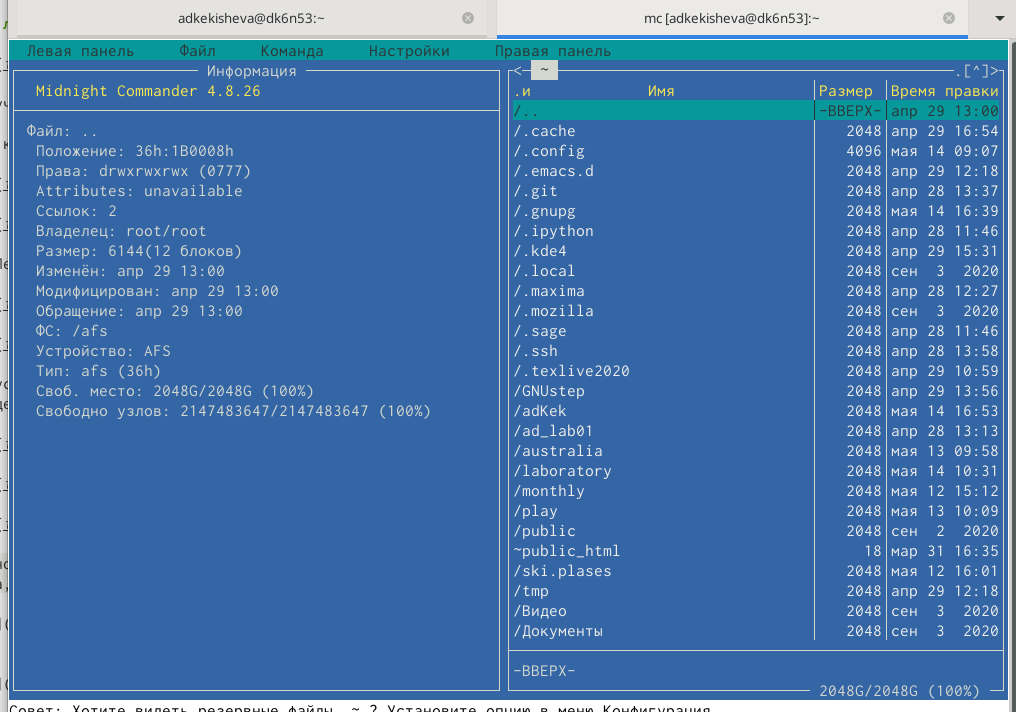 adkekisheva@dk6n53:~
mc [adkekisheva@dk6n53]:~
Левая панель Файл Команда Настройки Правая панель
Информация
Midnight Commander 4.8.26
Файл: ..
Положение: 36h:1B0008h
Права: drwxrwxrwx (0777)
Attributes: unavailable
Ссылок: 2
Владелец: root/root
Размер: 6144(12 блоков)
Изменён: апр 29 13:00
Модифицирован: апр 29 13:00
Обращение: апр 29 13:00
ФС: /afs
Устройство: AFS
Тип: afs (36h)
Своб. место: 2048G/2048G (100%)
Свободно узлов: 2147483647/2147483647 (100%)
<- ~ .[^]>
.и Имя Размер Время правки
/.. -ВВЕРХ- апр 29 13:00
/.cache 2048 апр 29 16:54
/.config 4096 мая 14 09:07
/.emacs.d 2048 апр 29 12:18
/.git 2048 апр 28 13:37
/.gnupg 2048 мая 14 16:39
/.ipython 2048 апр 28 11:46
/.kde4 2048 апр 29 15:31
/.local 2048 сен 3 2020
/.maxima 2048 апр 28 12:27
/.mozilla 2048 сен 3 2020
/.sage 2048 апр 28 11:46
/.ssh 2048 апр 28 13:58
/.texlive2020 2048 апр 29 10:59
/GNUstep 2048 апр 29 13:56
/adKek 2048 мая 14 16:53
/ad_lab01 2048 апр 28 13:13
/australia 2048 мая 13 09:58
/laboratory 2048 мая 14 10:31
/monthly 2048 мая 12 15:12
/play 2048 мая 13 10:09
/public 2048 сен 2 2020
~public_html 18 мар 31 16:35
/ski.plases 2048 мая 12 16:01
/tmp 2048 апр 29 12:18
/Видео 2048 сен 3 2020
/Документы 2048 сен 3 2020
-ВВЕРХ-
2048G/2048G (100%)
Совет: Хотите видеть резервные файлы .~ ? Установите опцию в меню Конфигурация